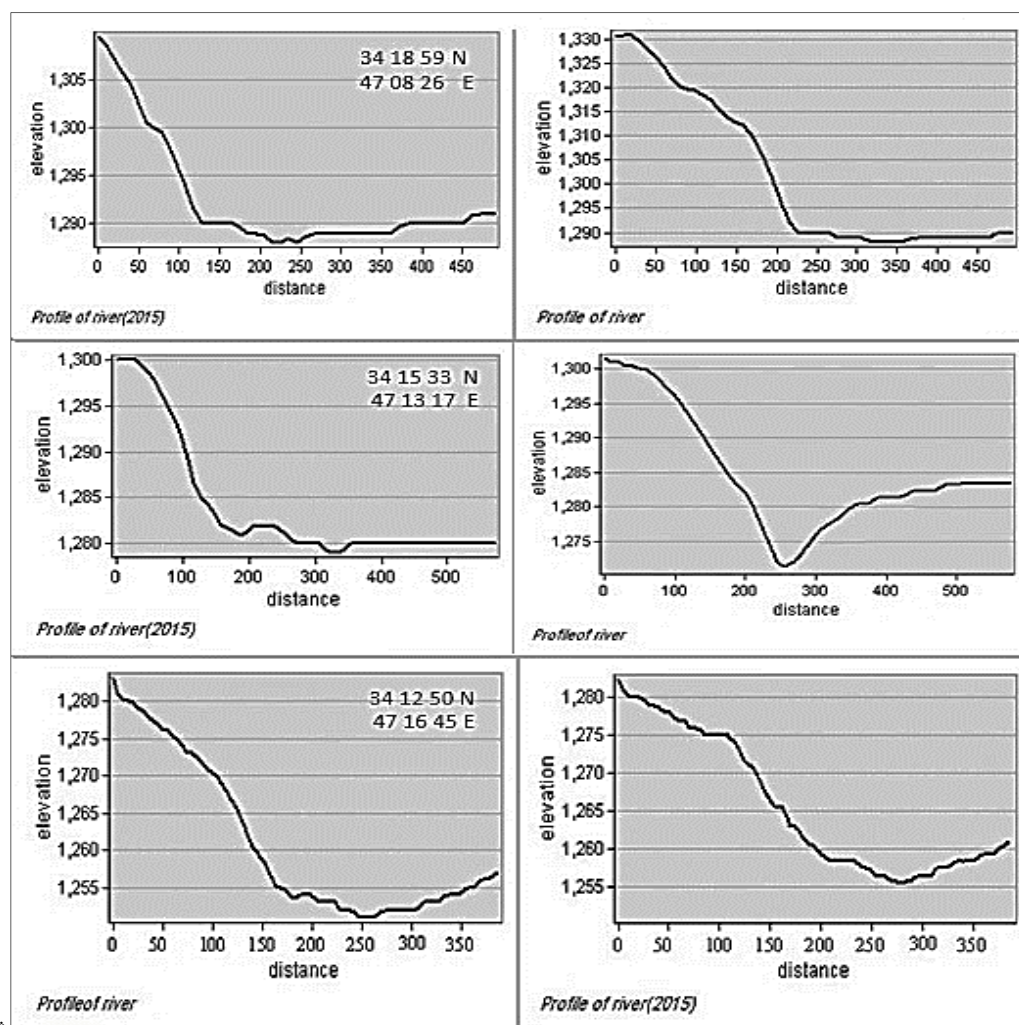 34 18 59 N
47 08 26 E
elevation
1,305
1,300
1,295
1,290
0 50 100 150 200 250 300 350 400 450
distance
Profile of river(2015)
elevation
1,330
1,325
1,320
1,315
1,310
1,305
1,300
1,295
1,290
0 50 100 150 200 250 300 350 400 450
distance
Profile of river
34 15 33 N
47 13 17 E
elevation
1,300
1,295
1,290
1,285
1,280
0 100 200 300 400 500
distance
Profile of river(2015)
elevation
1,300
1,295
1,290
1,285
1,280
1,275
0 100 200 300 400 500
distance
Profileof river
34 12 50 N
47 16 45 E
elevation
1,280
1,275
1,270
1,265
1,260
1,255
0 50 100 150 200 250 300 350
distance
Profileof river
elevation
1,280
1,275
1,270
1,265
1,260
1,255
0 50 100 150 200 250 300 350
distance
Profile of river(2015)